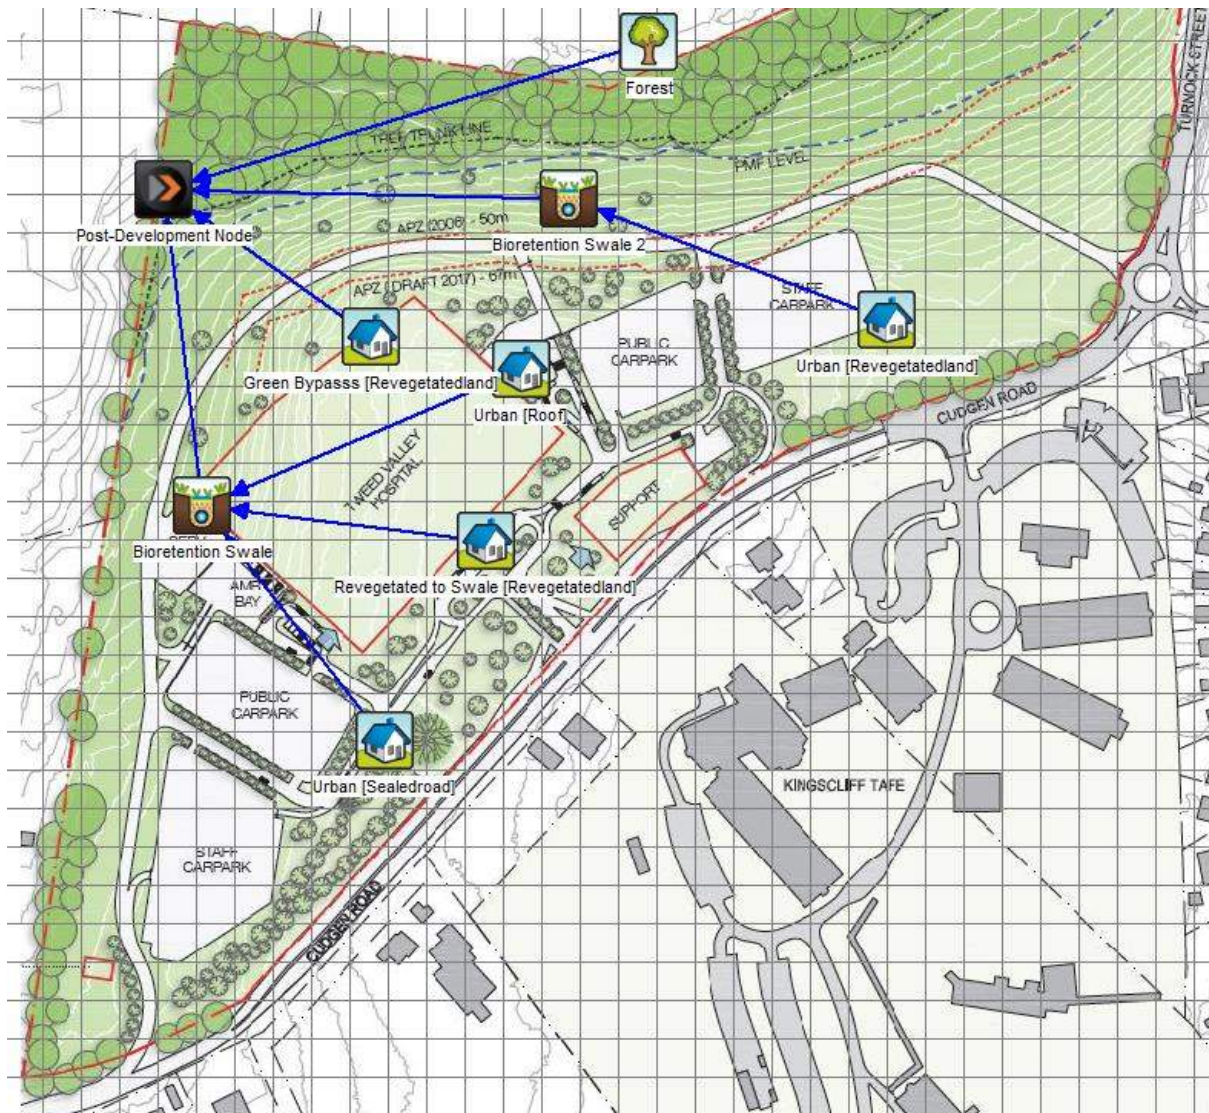 Forest
TREE TRUNK LINE
TURNOCK STREET
PMF LEVEL
APZ (2006) - 50m
Post-Development Node
Bioretention Swale 2
APZ (DRAFT 2017) - 67m
STAFF
CARPARK
PUBLIC
CARPARK
Urban [Revegetatedland]
Green Bypasss [Revegetatedland]
Urban [Roof]
CUDGEN ROAD
TWEED VALLEY
HOSPITAL
SUPPORT
Bioretention Swale
Revegetated to Swale [Revegetatedland]
AMB
BAY
PUBLIC
CARPARK
Urban [Sealedroad]
KINGSCLIFF TAFE
STAFF
CARPARK
CUDGEN ROAD